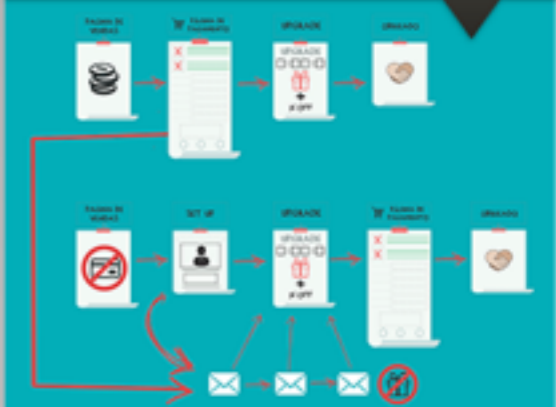 PÁGINA DE
VENDAS
PÁGINA DE
PAGAMENTO
UPGRADE
OBRIGADO
UPGRADE
PÁGINA DE
VENDAS
SET UP
UPGRADE
PÁGINA DE
PAGAMENTO
OBRIGADO
UPGRADE